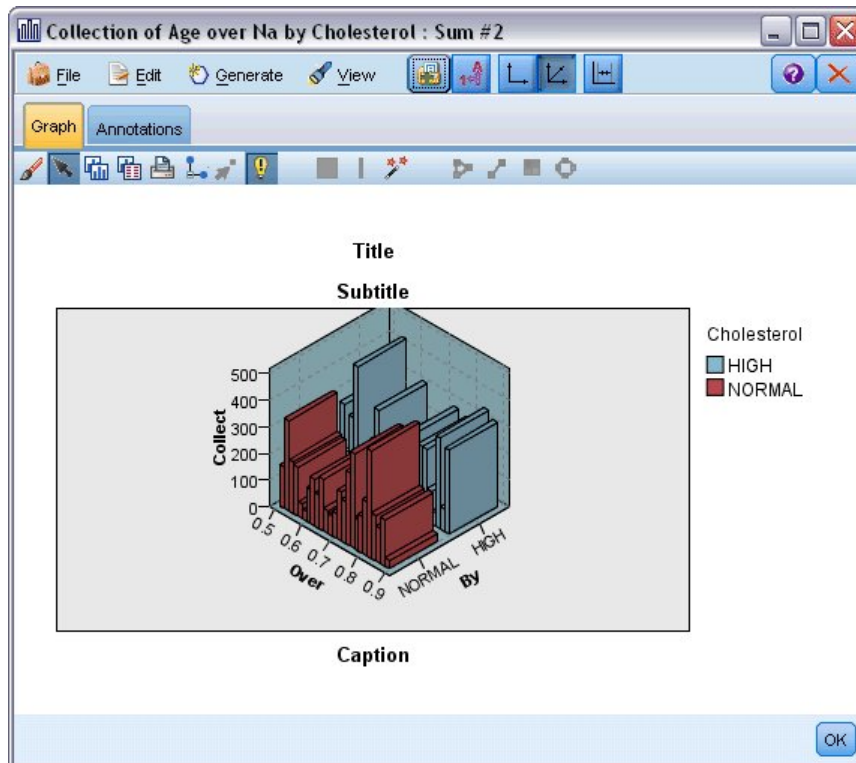 Collection of Age over Na by Cholesterol : Sum #2
File Edit Generate View
Graph Annotations
Title
Subtitle
Cholesterol
HIGH
NORMAL
Collect
500
400
300
200
100
0
0.5 0.6 0.7 0.8 0.9
Over
NORMAL HIGH
By
Caption
OK